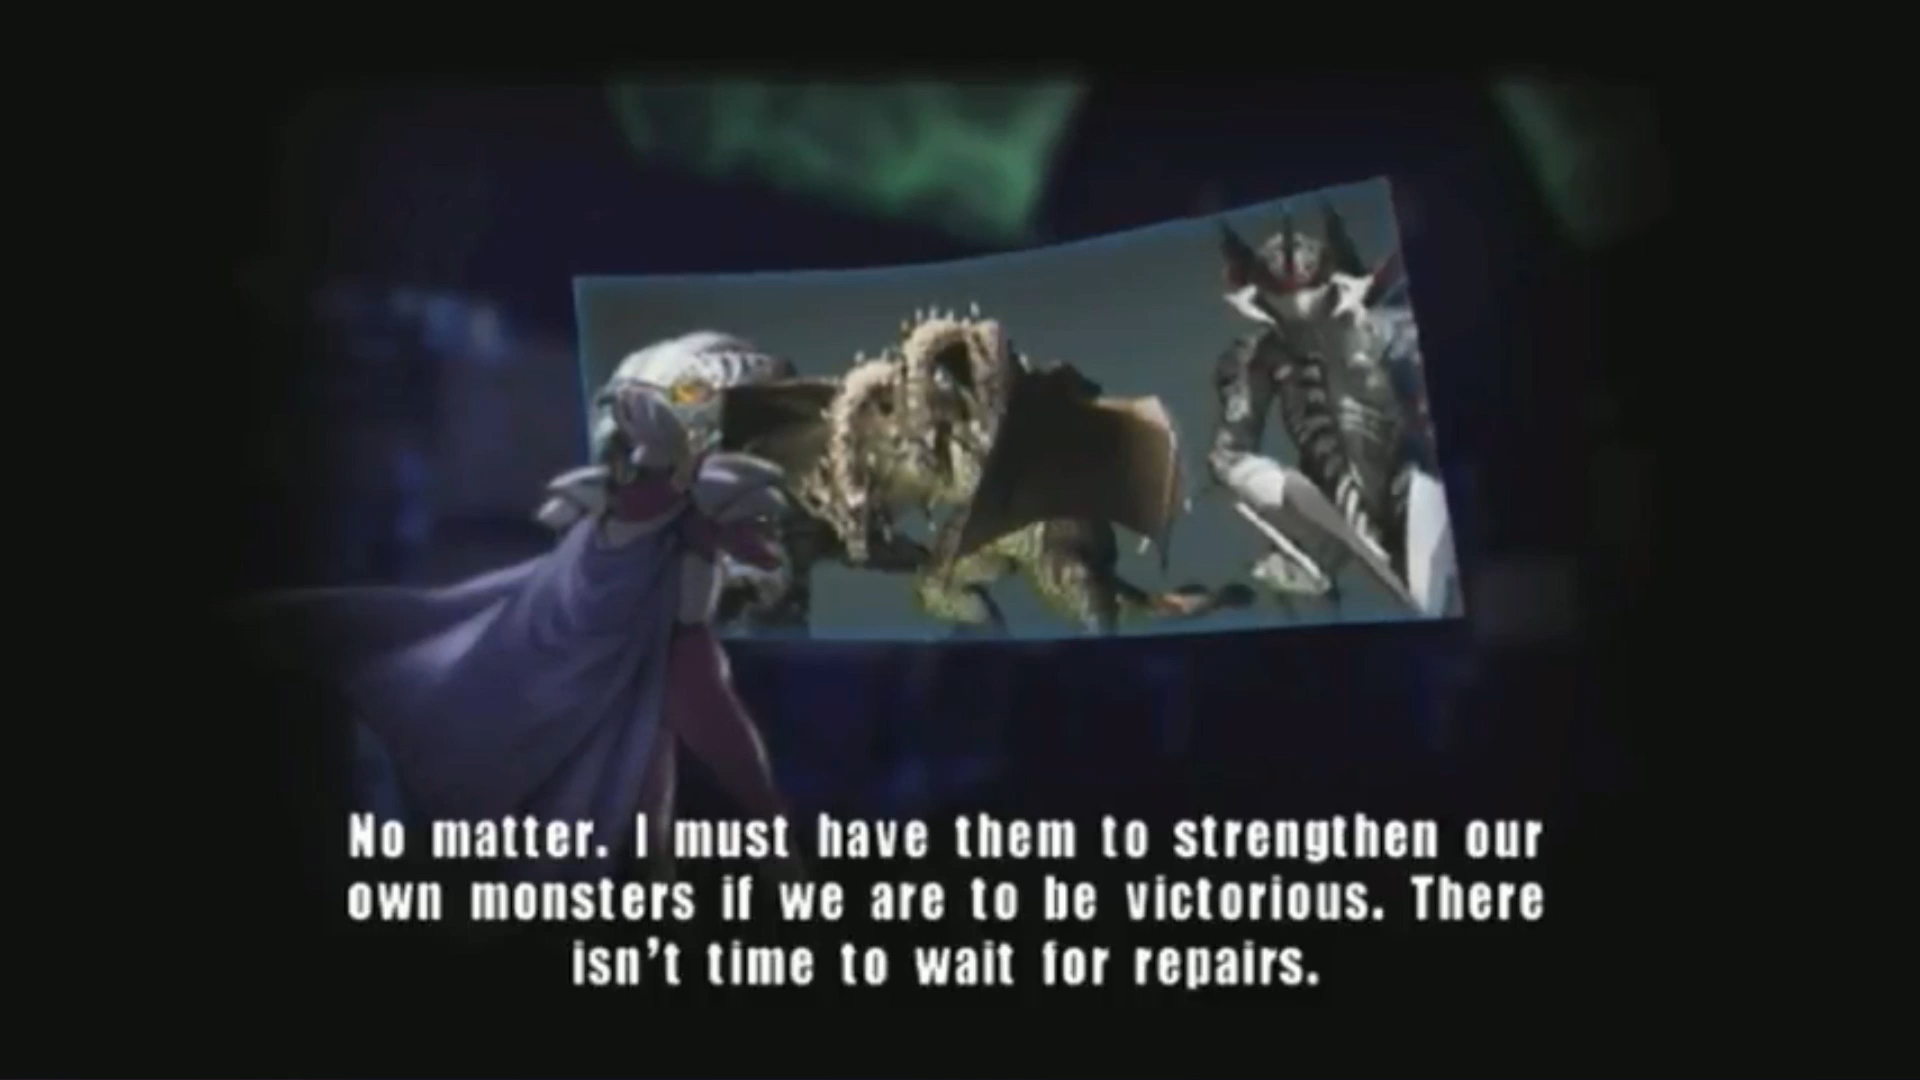 No matter. I must have them to strengthen our
own monsters if we are to be victorious. There
isn't time to wait for repairs.